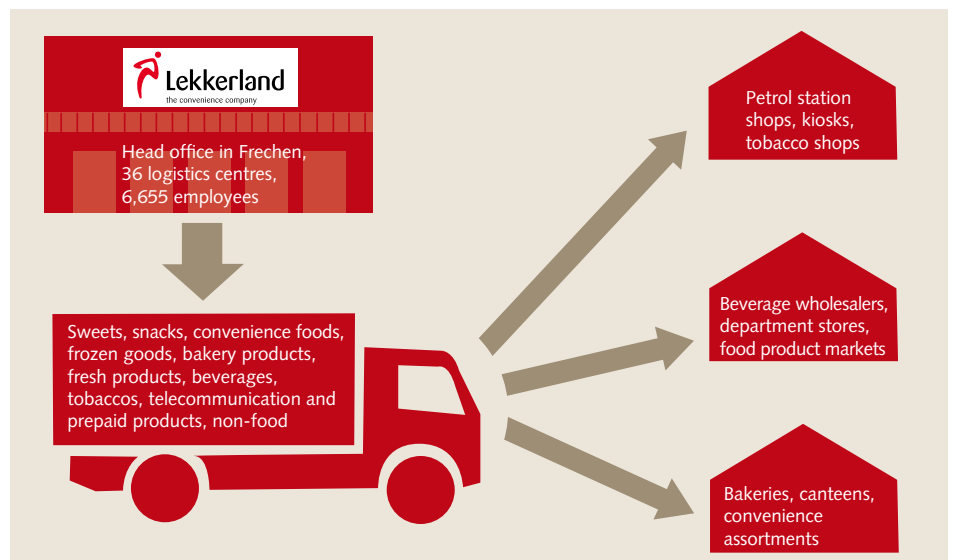 Lekkerland
the convenience company
Head office in Frechen,
36 logistics centres,
6,655 employees
Sweets, snacks, convenience foods,
frozen goods, bakery products,
fresh products, beverages,
tobaccos, telecommunication and
prepaid products, non-food
Petrol station
shops, kiosks,
tobacco shops
Beverage wholesalers,
department stores,
food product markets
Bakeries, canteens,
convenience
assortments